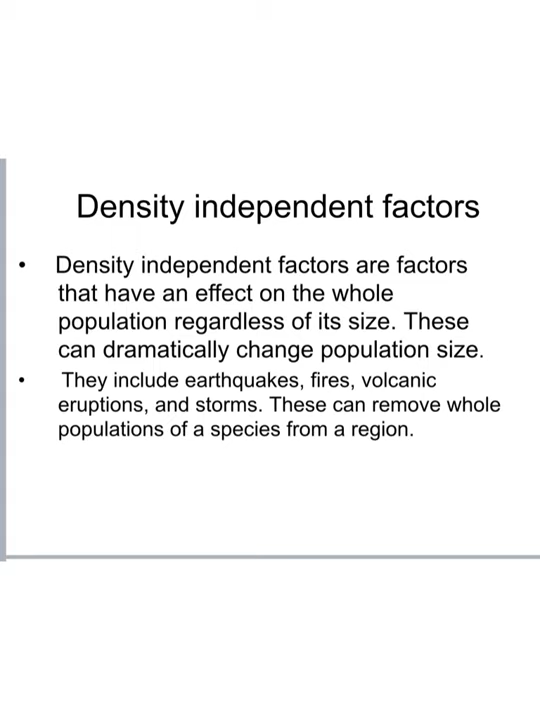 Density independent factors
• Density independent factors are factors
that have an effect on the whole
population regardless of its size. These
can dramatically change population size.
• They include earthquakes, fires, volcanic
eruptions, and storms. These can remove whole
populations of a species from a region.